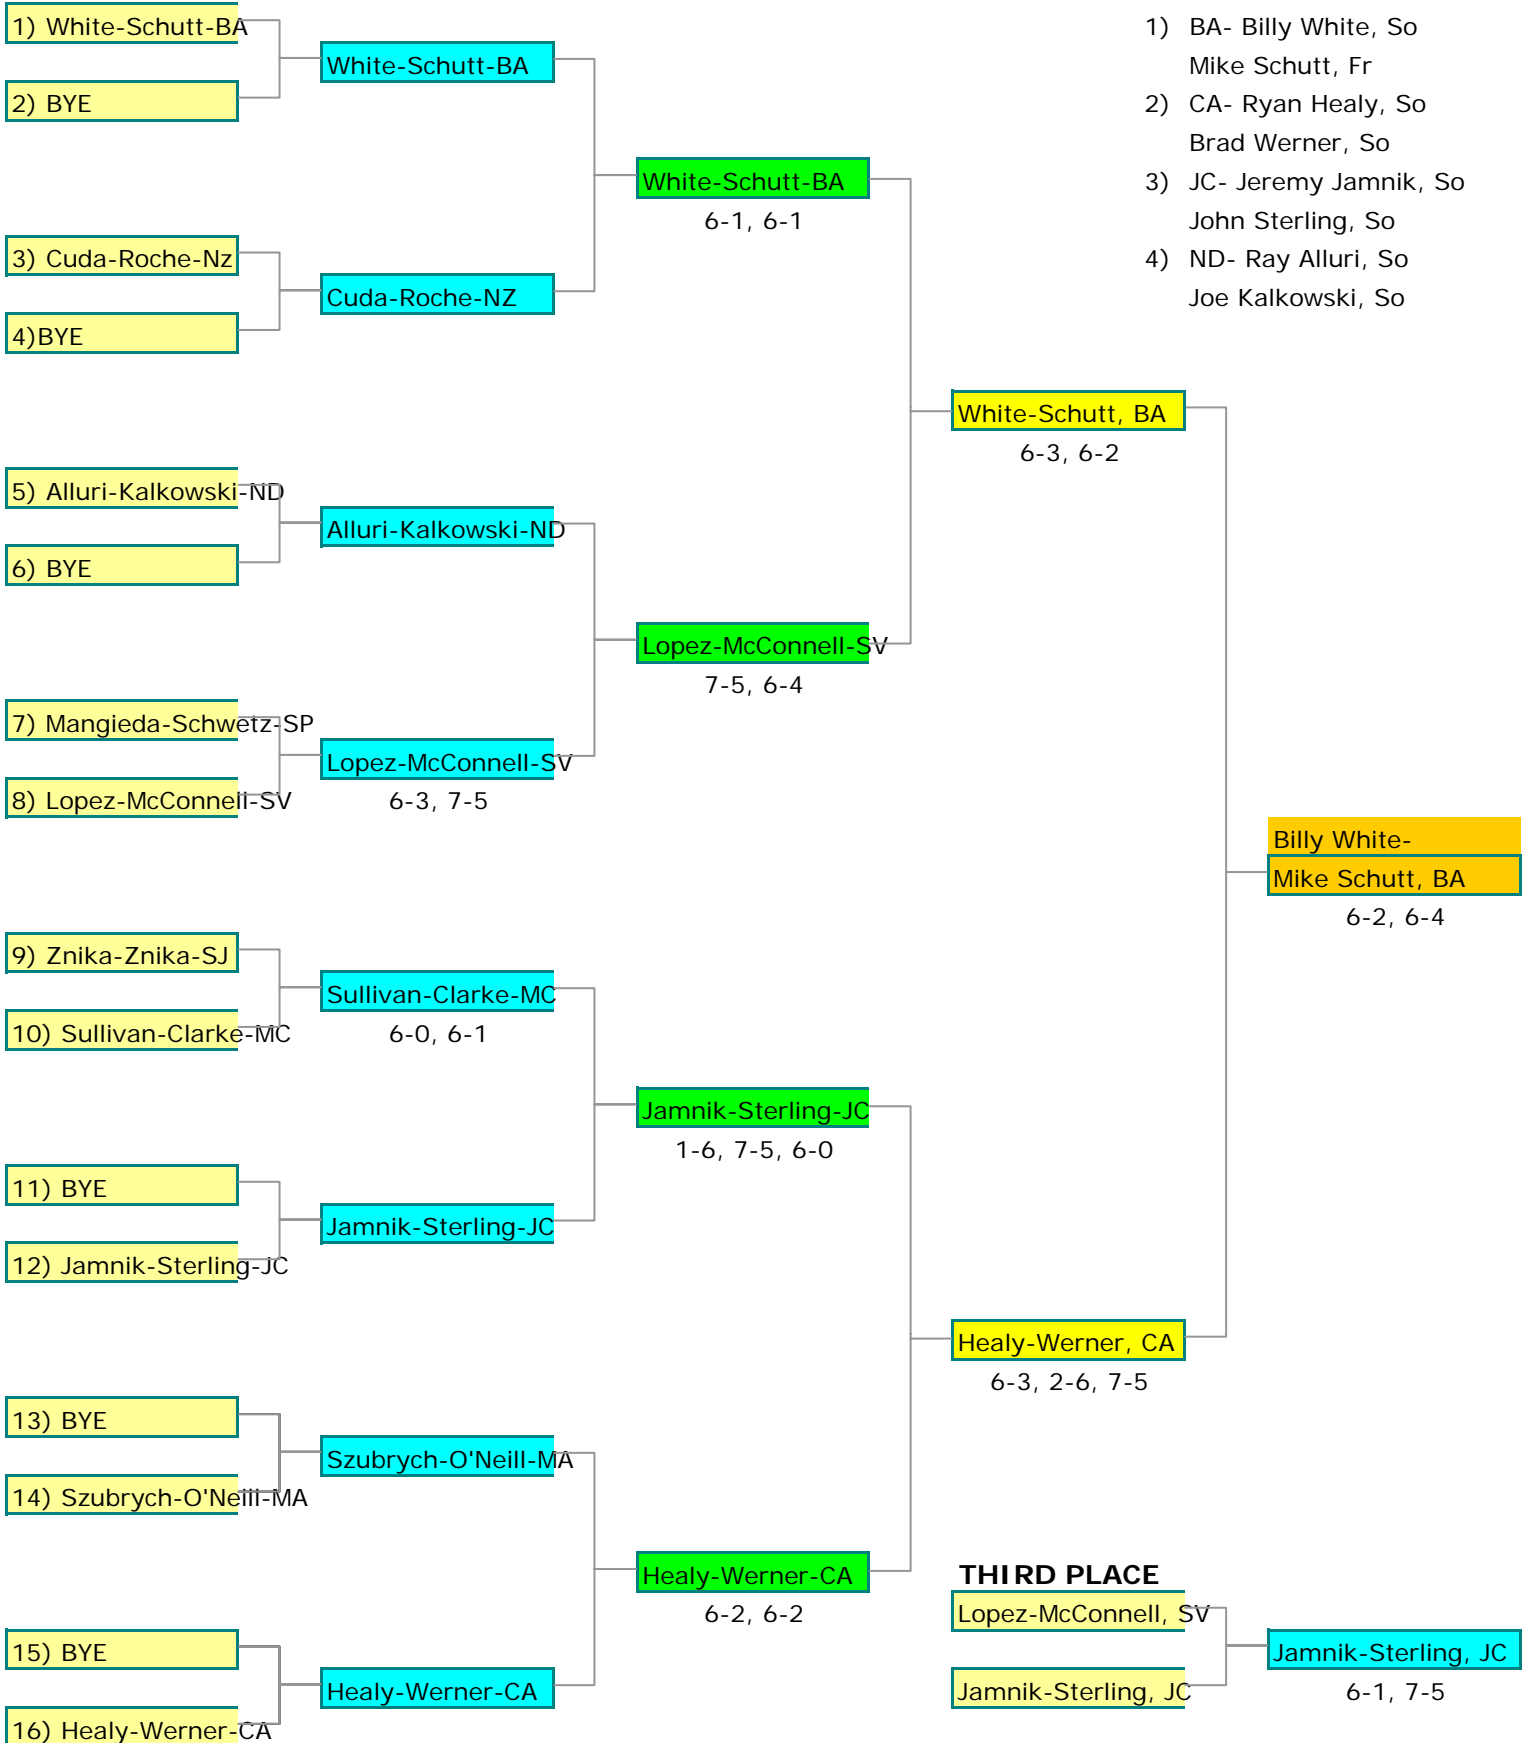 1) White-Schutt-BA
2) BYE
3) Cuda-Roche-Nz
4)BYE
5) Alluri-Kalkowski-ND
6) BYE
7) Mangieda-Schwetz-SP
8) Lopez-McConnell-SV
9) Znika-Znika-SJ
10) Sullivan-Clarke-MC
11) BYE
12) Jamnik-Sterling-JC
13) BYE
14) Szubrych-O'Neill-MA
15) BYE
16) Healy-Werner-CA
White-Schutt-BA
Cuda-Roche-NZ
Alluri-Kalkowski-ND
Lopez-McConnell-SV
6-3, 7-5
Sullivan-Clarke-MC
6-0, 6-1
Jamnik-Sterling-JC
Szubrych-O'Neill-MA
Healy-Werner-CA
White-Schutt-BA
6-1, 6-1
Lopez-McConnell-SV
7-5, 6-4
Jamnik-Sterling-JC
1-6, 7-5, 6-0
Healy-Werner-CA
6-2, 6-2
White-Schutt, BA
6-3, 6-2
Healy-Werner, CA
6-3, 2-6, 7-5
Billy White-
Mike Schutt, BA
6-2, 6-4
1) BA- Billy White, So
Mike Schutt, Fr
2) CA- Ryan Healy, So
Brad Werner, So
3) JC- Jeremy Jamnik, So
John Sterling, So
4) ND- Ray Alluri, So
Joe Kalkowski, So
THIRD PLACE
Lopez-McConnell, SV
Jamnik-Sterling, JC
Jamnik-Sterling, JC
6-1, 7-5